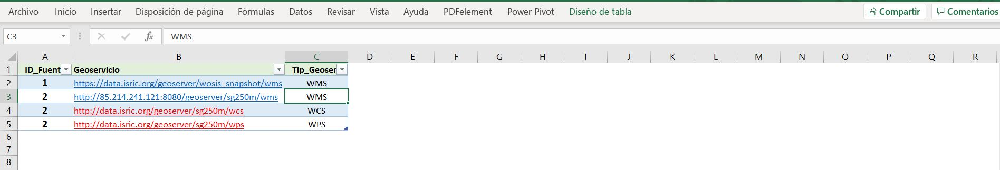 Archivo Inicio Insertar Disposición de página Fórmulas Datos Revisar Vista Ayuda PDFelement Power Pivot Diseño de tabla Compartir Comentarios
C3 fx WMS
A B C D E F G H I J K L M N O P Q R
1 ID_Fuent Geoservicio Tip_Geoser
2 1 https://data.isric.org/geoserver/wosis_snapshot/wms WMS
3 2 http://85.214.241.121:8080/geoserver/sg250m/wms WMS
4 2 http://data.isric.org/geoserver/sg250m/wcs WCS
5 2 http://data.isric.org/geoserver/sg250m/wps WPS
6
7
8